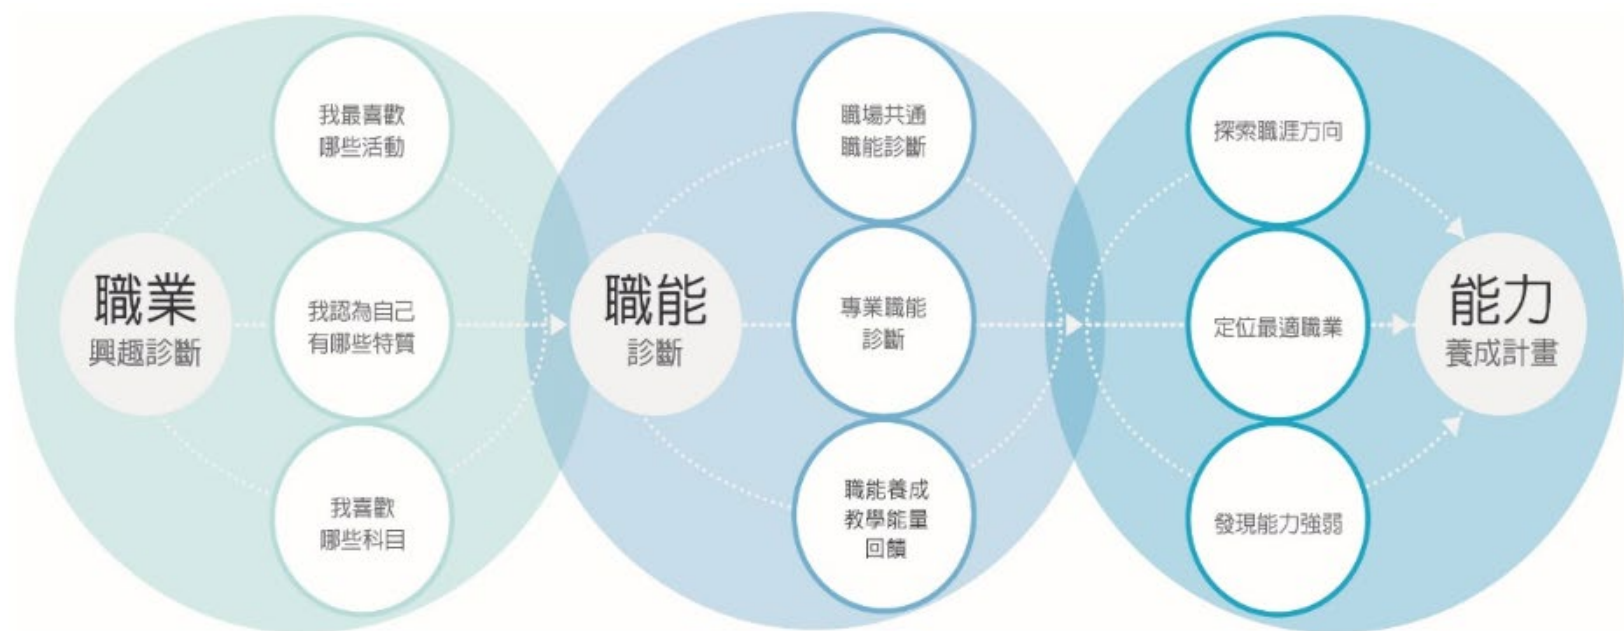 職業
興趣診斷
我最喜歡
哪些活動
我認為自己
有哪些特質
我喜歡
哪些科目
職能
診斷
職場共通
職能診斷
專業職能
診斷
職能養成
教學能量
回饋
探索職涯方向
定位最適職業
發現能力強弱
能力
養成計畫